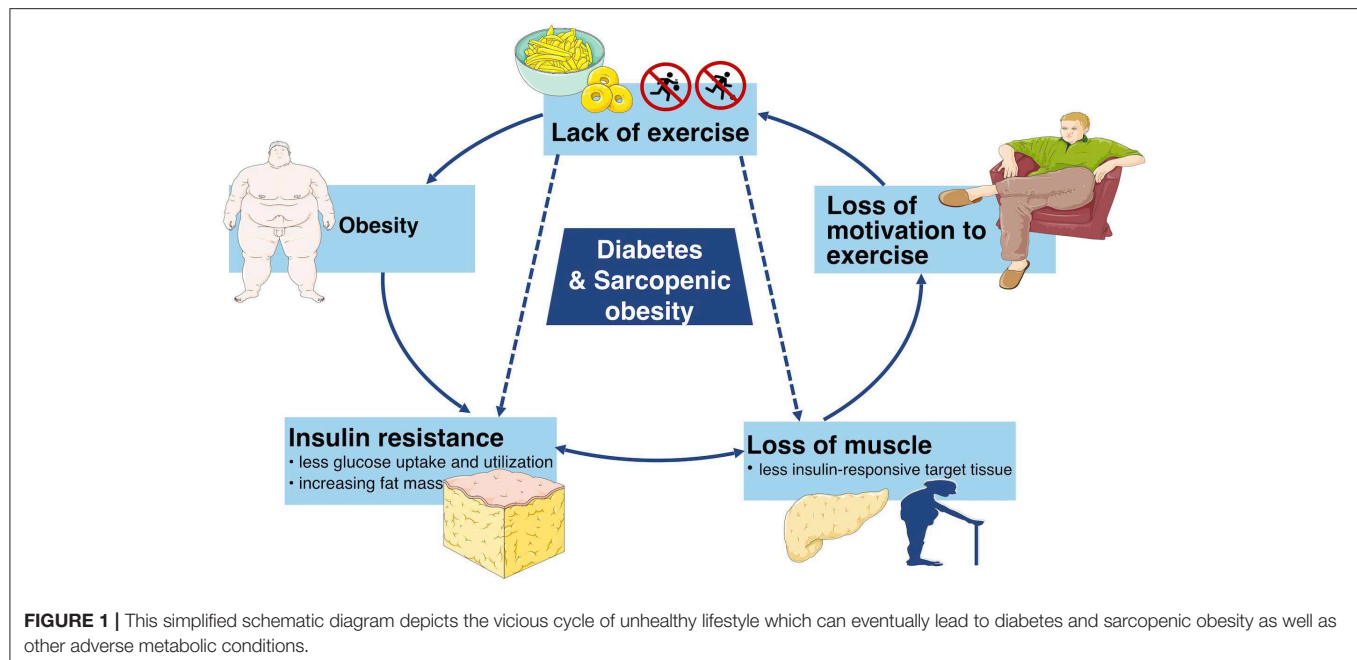 Lack of exercise
Obesity
Loss of
motivation to
exercise
Diabetes
& Sarcopenic
obesity
Insulin resistance
• less glucose uptake and utilization
• increasing fat mass
Loss of muscle
• less insulin-responsive target tissue
FIGURE 1 | This simplified schematic diagram depicts the vicious cycle of unhealthy lifestyle which can eventually lead to diabetes and sarcopenic obesity as well as
other adverse metabolic conditions.